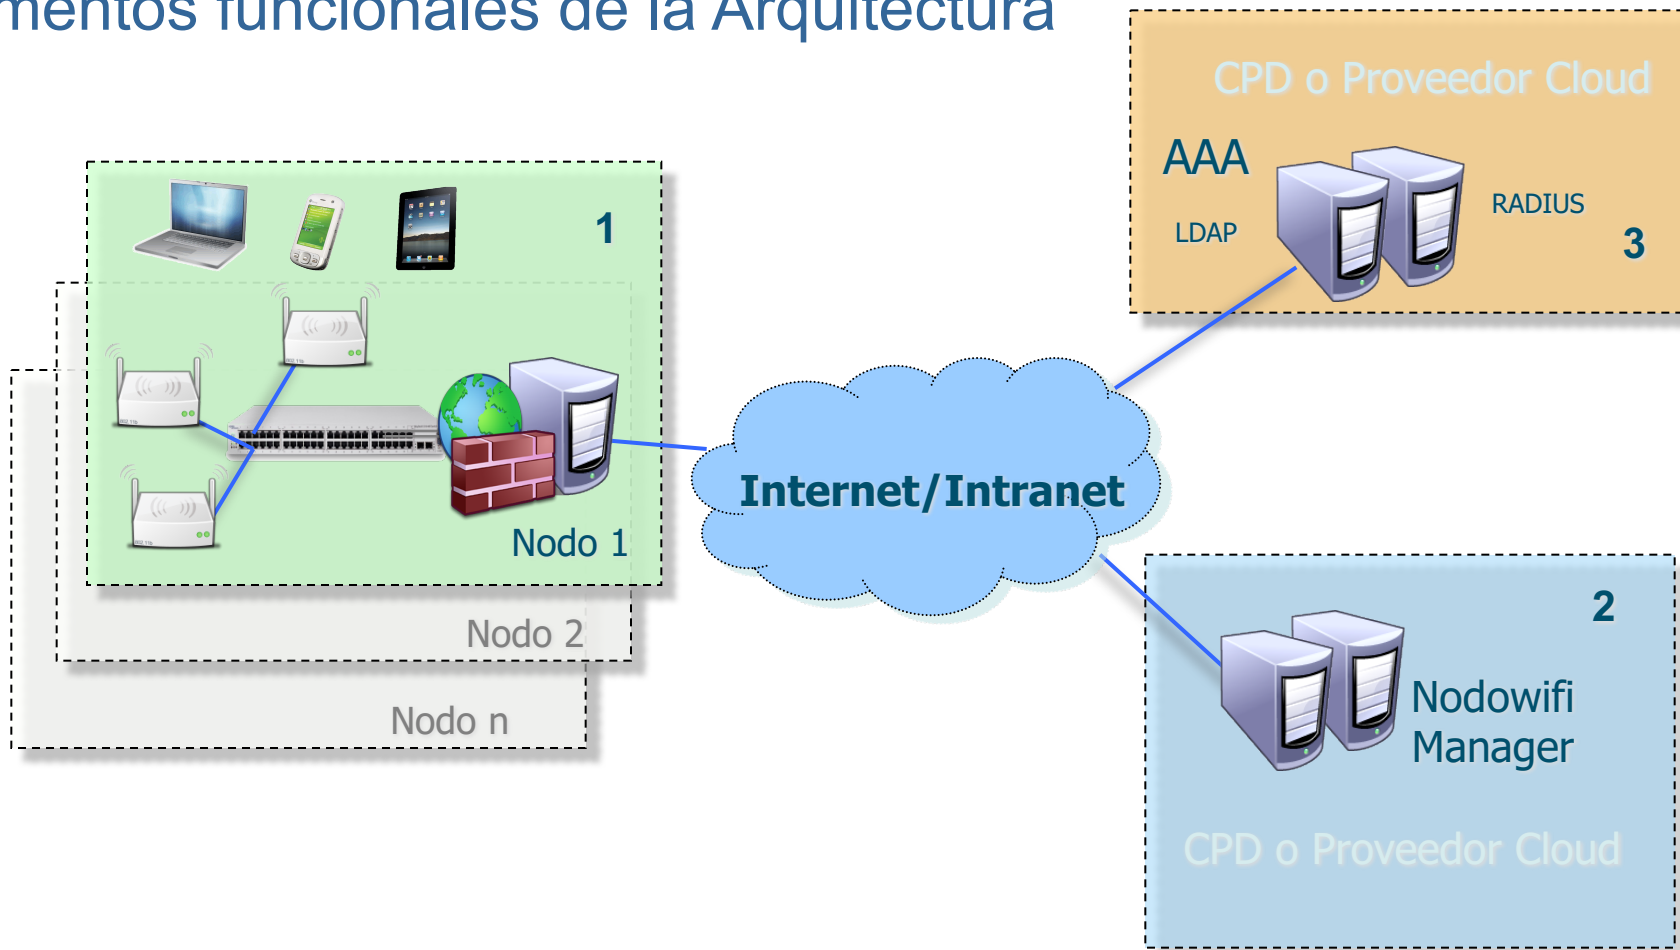 mentos funcionales de la Arquitectura
CPD o Proveedor Cloud
AAA
LDAP
RADIUS
3
1
Nodo 1
Nodo 2
Nodo n
Internet/Intranet
2
Nodowifi
Manager
CPD o Proveedor Cloud